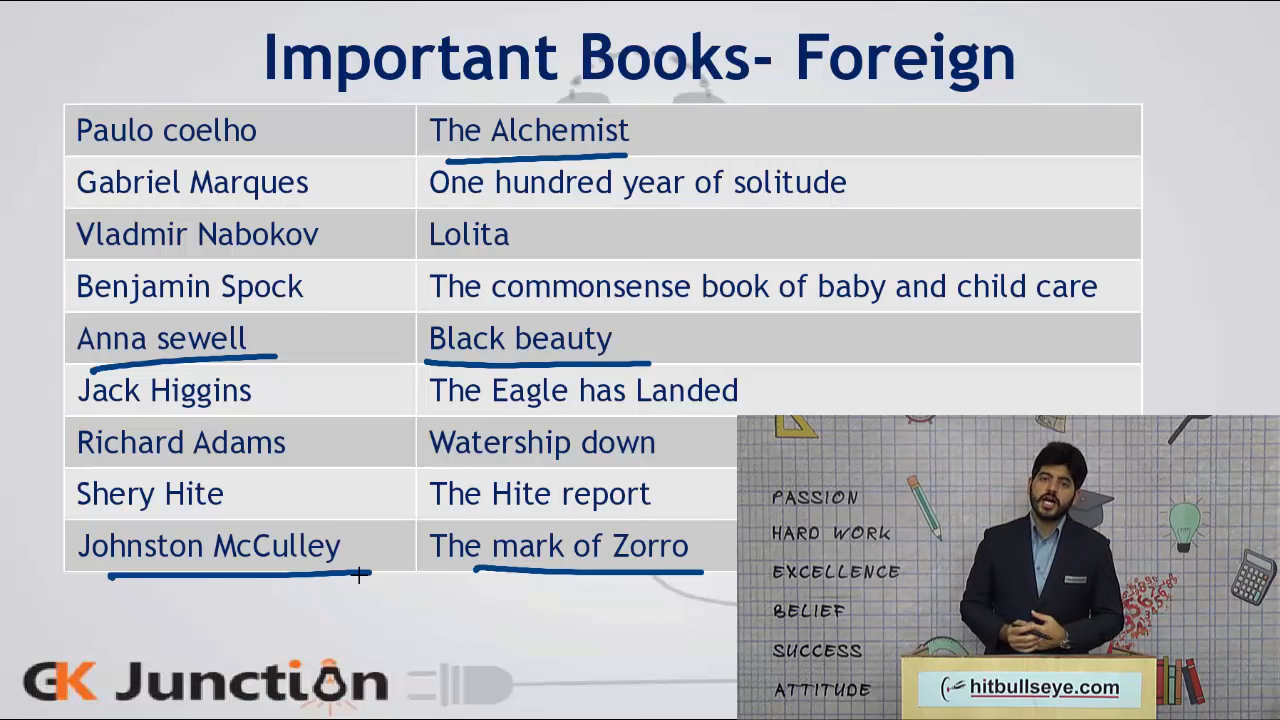 Important Books- Foreign
Paulo coelho The Alchemist
Gabriel Marques One hundred year of solitude
Vladmir Nabokov Lolita
Benjamin Spock The commonsense book of baby and child care
Anna sewell Black beauty
Jack Higgins The Eagle has Landed
Richard Adams Watership down
Shery Hite The Hite report
Johnston McCulley The mark of Zorro
PASSION
HARD WORK
EXCELLENCE
BELIEF
SUCCESS
ATTITUDE
GK Junction
hitbullseye.com